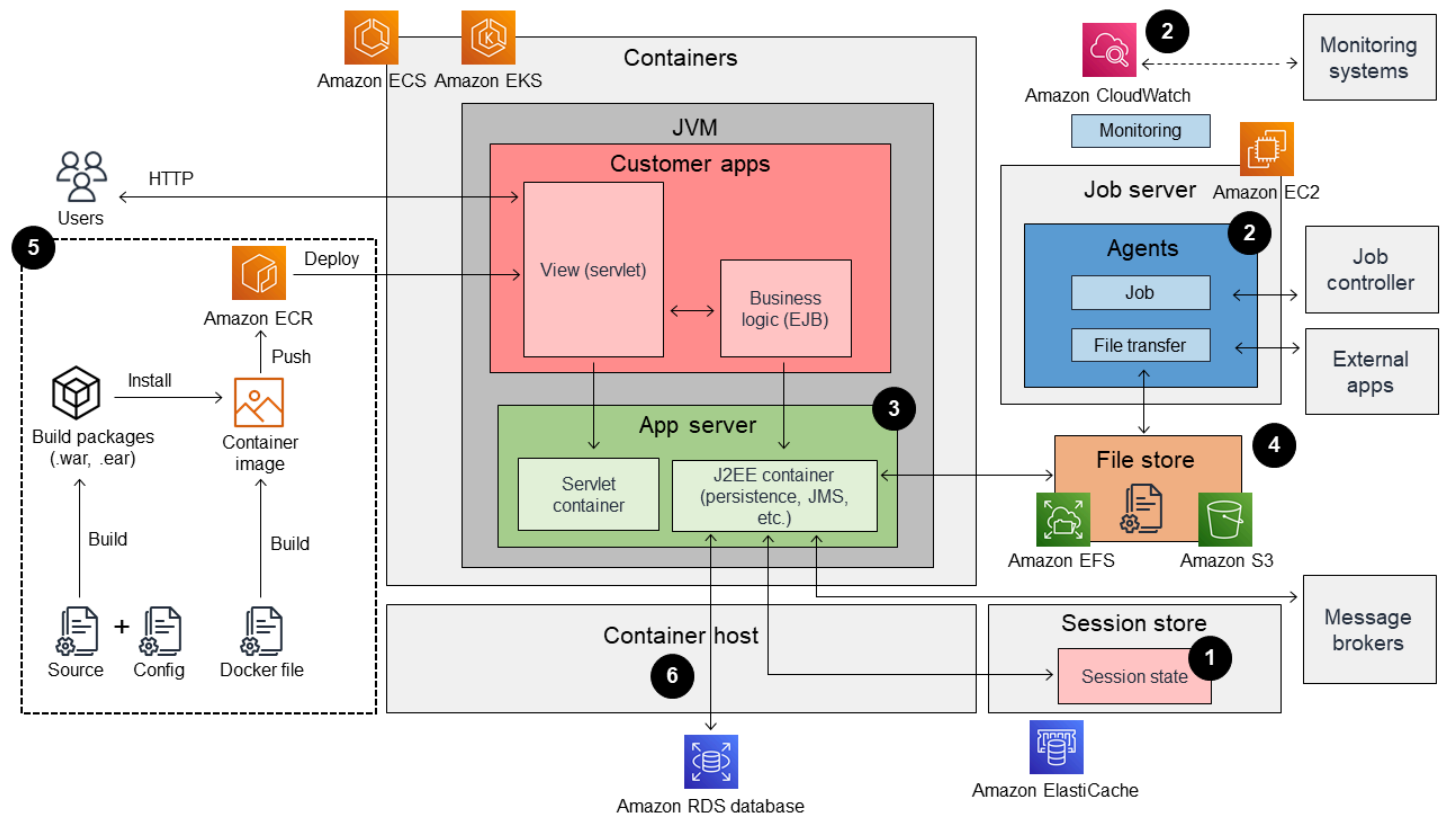 Amazon ECS
Amazon EKS
Containers
JVM
Customer apps
View (servlet)
Business
logic (EJB)
App server
3
Servlet
container
J2EE container
(persistence, JMS,
etc.)
Users
HTTP
5
Deploy
Amazon ECR
Push
Install
Build packages
(.war, .ear)
Container
image
Build
Build
+
Source
Config
Docker file
Container host
6
Amazon RDS database
2
Amazon CloudWatch
Monitoring
Monitoring
systems
Amazon EC2
Job server
2
Agents
Job
File transfer
Job
controller
External
apps
4
File store
Amazon EFS
Amazon S3
Message
brokers
Session store
1
Session state
Amazon ElastiCache